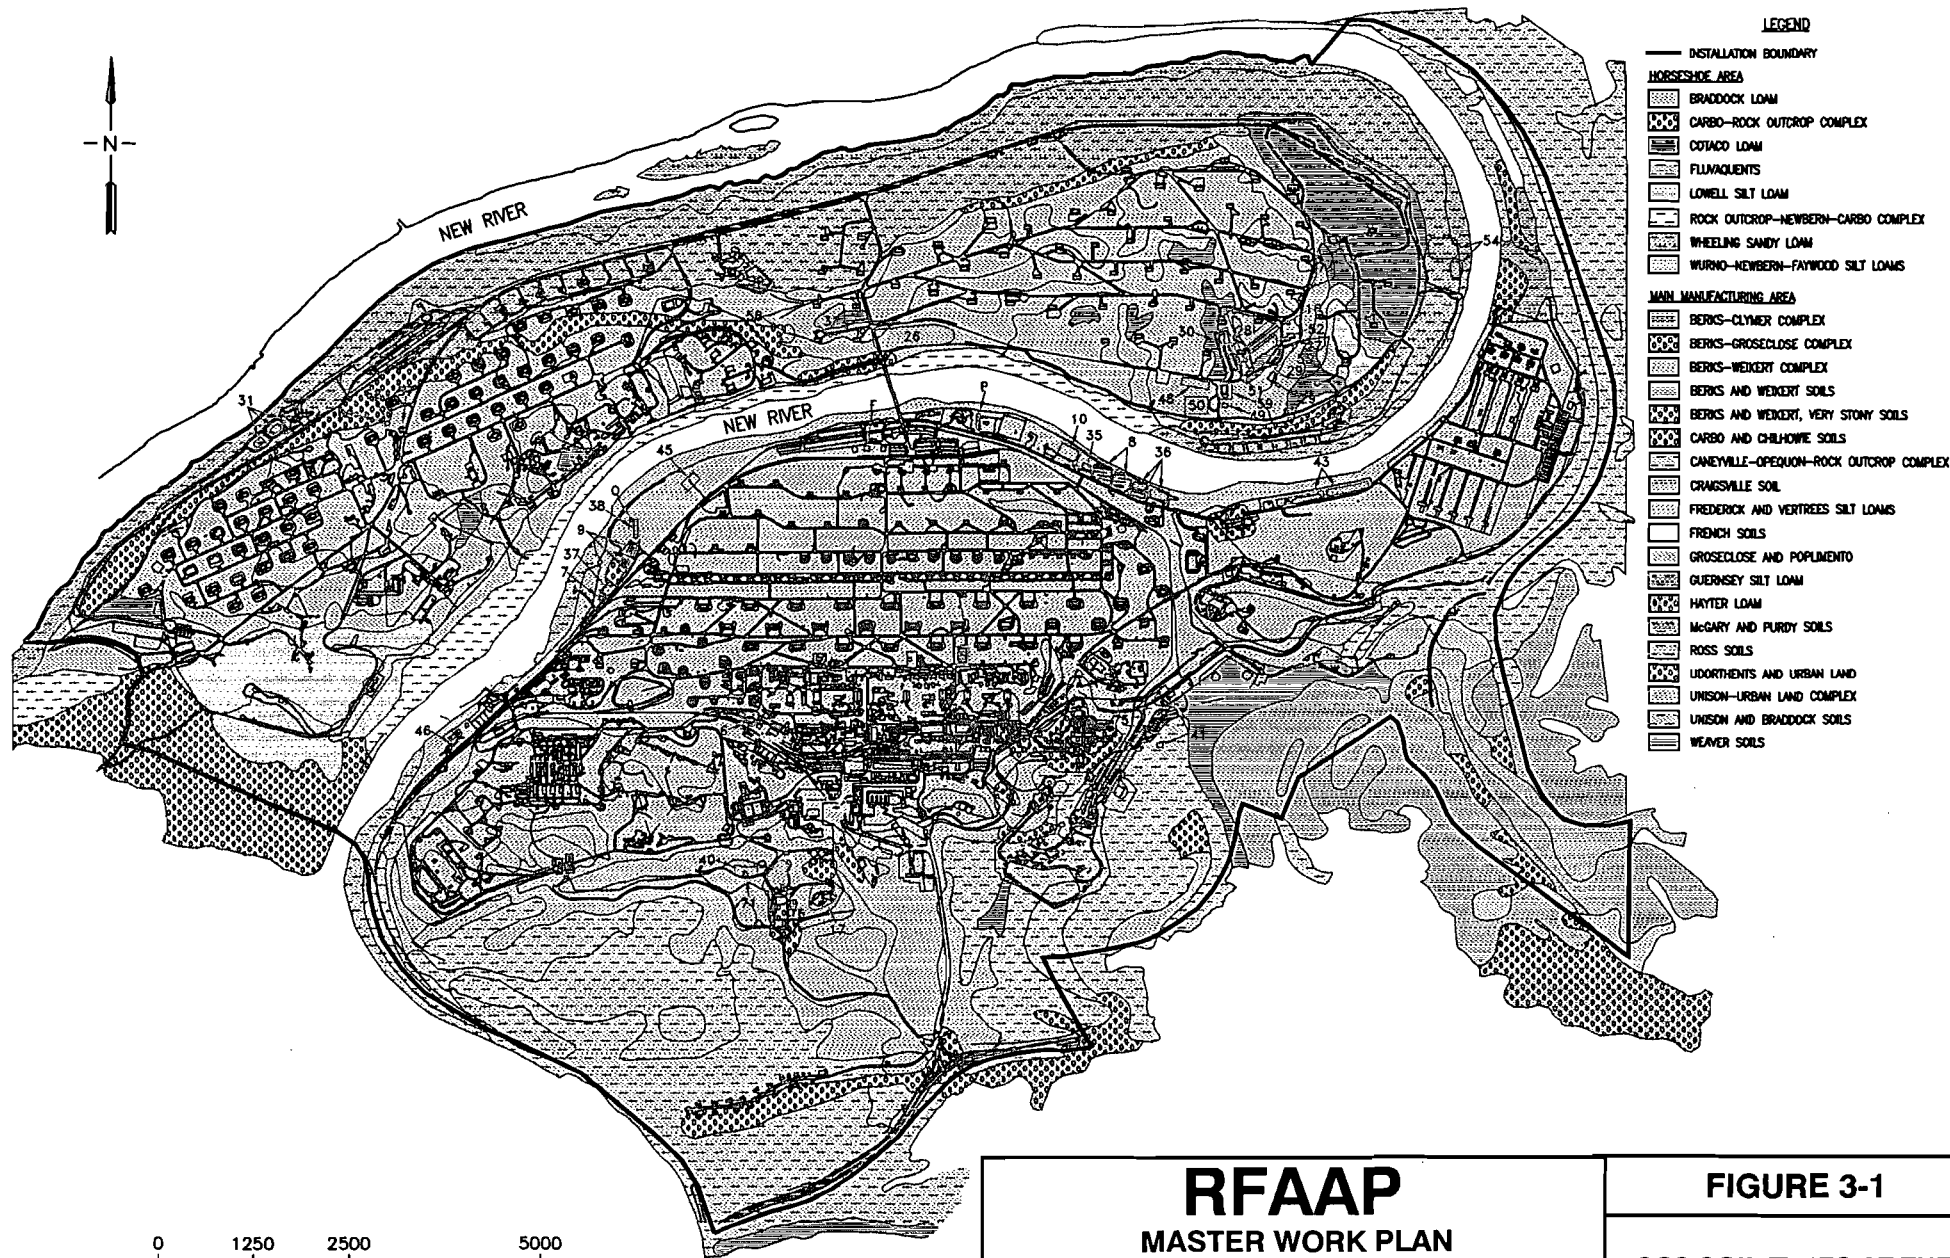 LEGEND
INSTALLATION BOUNDARY
HORSESHOE AREA
BRADDOCK LOAM
CARBO-ROCK OUTCROP COMPLEX
COTACO LOAM
FLUVAQUENTS
LOWELL SILT LOAM
ROCK OUTCROP-NEWBERN-CARBO COMPLEX
WHEELING SANDY LOAM
WURNO-NEWBERN-FAYWOOD SILT LOAMS
MAIN MANUFACTURING AREA
BERKS-CLYMER COMPLEX
BERKS-GROSECLOSE COMPLEX
BERKS-WEIKERT COMPLEX
BERKS AND WEIKERT SOILS
BERKS AND WEIKERT, VERY STONY SOILS
CARBO AND CHILHOWIE SOILS
CANEYVILLE-OPEQUON-ROCK OUTCROP COMPLEX
CRAIGSVILLE SOIL
FREDERICK AND VERTREES SILT LOAMS
FRENCH SOILS
GROSECLOSE AND POPLIMENTO
GUERNSEY SILT LOAM
HAYTER LOAM
McGARY AND PURDY SOILS
ROSS SOILS
UDORTHENTS AND URBAN LAND
UNISON-URBAN LAND COMPLEX
UNISON AND BRADDOCK SOILS
WEAVER SOILS
N
NEW RIVER
54
58
26
30
31
NEW RIVER
F
P
48
50
59
49
10
35
8
36
43
45
O
38
9
37
7
46
41
40
71
0 1250 2500 5000
RFAAP
MASTER WORK PLAN
FIGURE 3-1